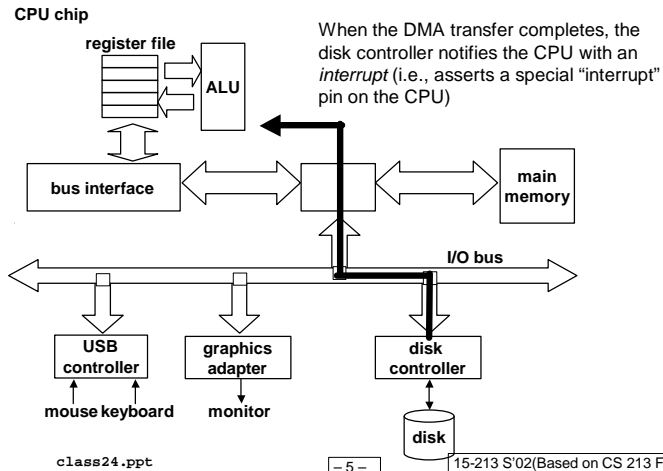 CPU chip
When the DMA transfer completes, the
disk controller notifies the CPU with an
interrupt (i.e., asserts a special “interrupt”
pin on the CPU)
register file
ALU
bus interface
main
memory
I/O bus
USB
controller
graphics
adapter
disk
controller
mouse keyboard
monitor
disk
class24.ppt
– 5 –
15-213 S'02(Based on CS 213 F